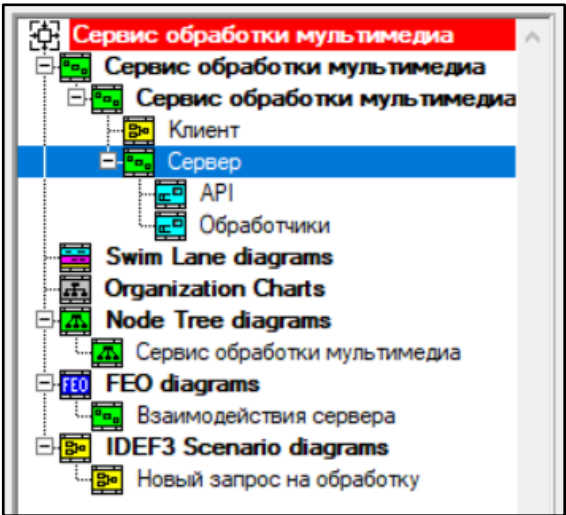 Сервис обработки мультимедиа
Сервис обработки мультимедиа
Сервис обработки мультимедиа
Клиент
Сервер
API
Обработчики
Swim Lane diagrams
Organization Charts
Node Tree diagrams
Сервис обработки мультимедиа
FEO FEO diagrams
Взаимодействия сервера
IDEF3 Scenario diagrams
Новый запрос на обработку